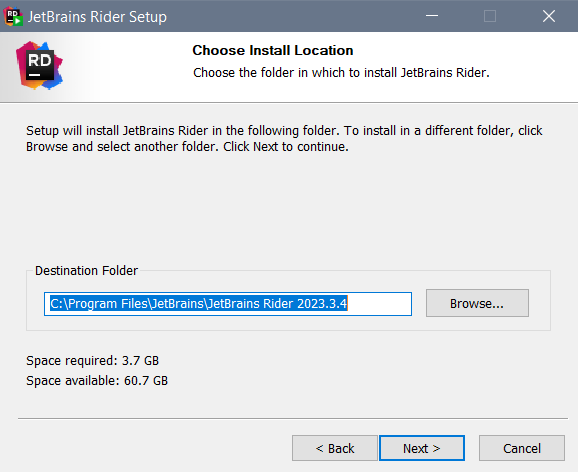 JetBrains Rider Setup
RD
Choose Install Location
Choose the folder in which to install JetBrains Rider.
Setup will install JetBrains Rider in the following folder. To install in a different folder, click
Browse and select another folder. Click Next to continue.
Destination Folder
C:\Program Files\JetBrains\JetBrains Rider 2023.3.4
Browse...
Space required: 3.7 GB
Space available: 60.7 GB
< Back
Next >
Cancel